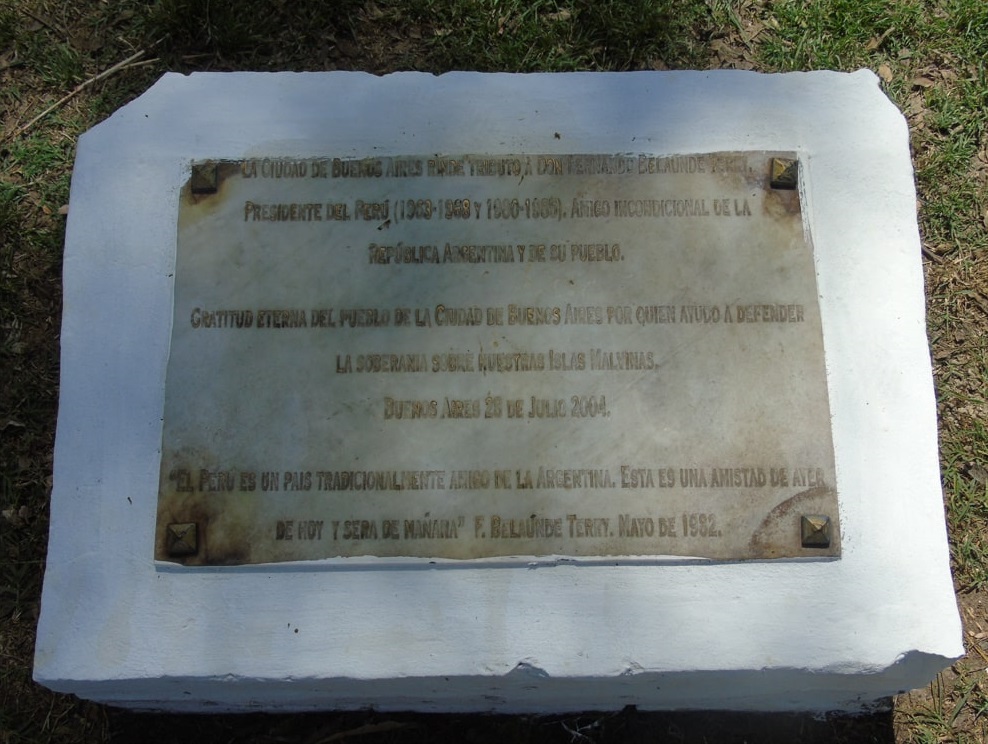 La Ciudad de Buenos Aires rinde tributo a Don Fernando Belaúnde Terry,
Presidente del Perú (1963-1968 y 1980-1985). Amigo incondicional de la
República Argentina y de su pueblo.
Gratitud eterna del pueblo de la Ciudad de Buenos Aires por quien ayudo a defender
la soberania sobre nuestras Islas Malvinas.
Buenos Aires 28 de Julio 2004.
"El Peru es un pais tradicionalmente amigo de la Argentina. Esta es una amistad de ayer
de hoy y sera de mañana" F. Belaúnde Terry. Mayo de 1982.